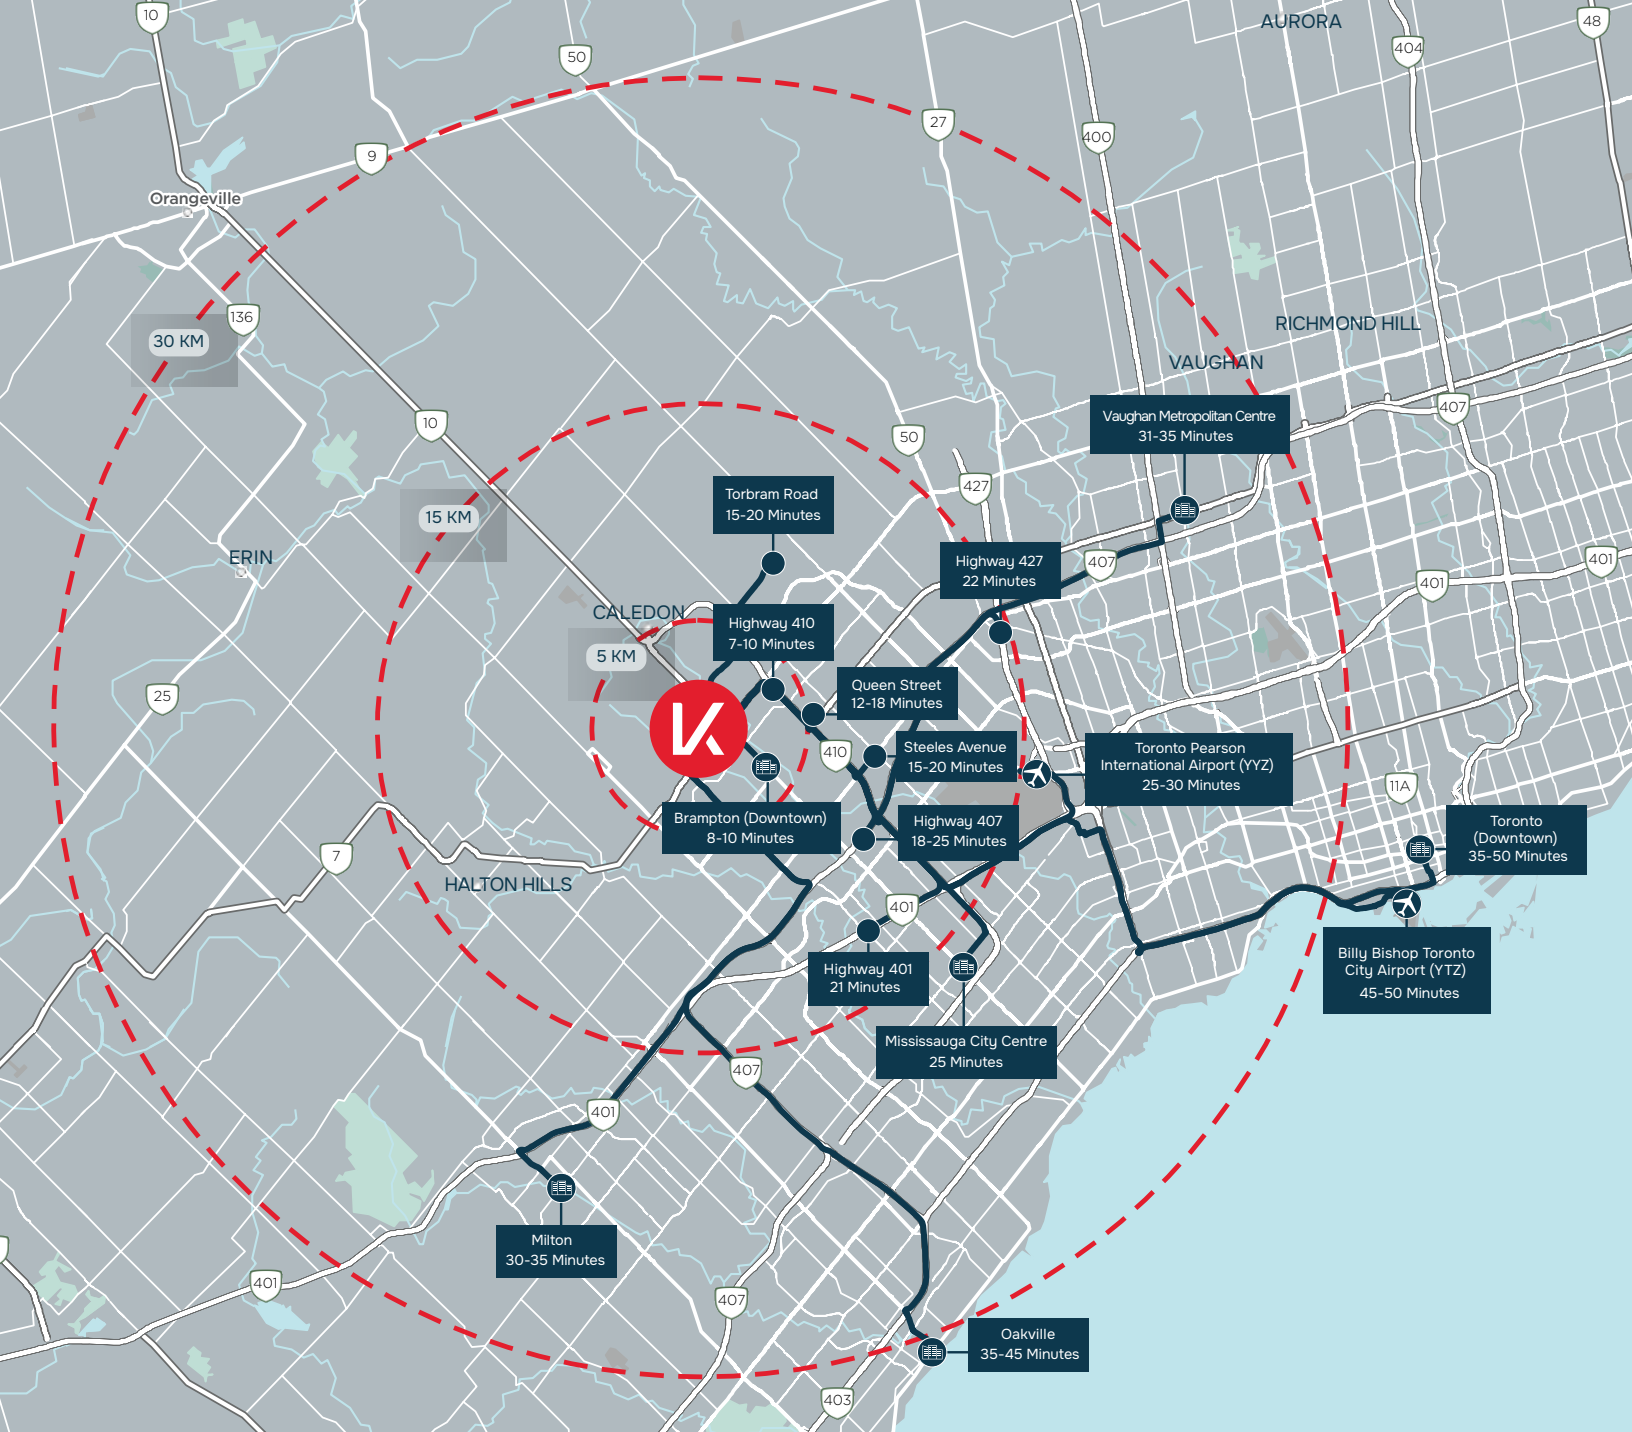 10
AURORA
48
404
50
27
400
9
Orangeville
136
30 KM
RICHMOND HILL
VAUGHAN
407
Vaughan Metropolitan Centre
31-35 Minutes
10
50
427
Torbram Road
15-20 Minutes
15 KM
ERIN
Highway 427
22 Minutes
407
401
401
CALEDON
Highway 410
7-10 Minutes
5 KM
Queen Street
12-18 Minutes
25
K
410
Steeles Avenue
15-20 Minutes
Toronto Pearson
International Airport (YYZ)
25-30 Minutes
11A
Brampton (Downtown)
8-10 Minutes
Highway 407
18-25 Minutes
Toronto
(Downtown)
35-50 Minutes
7
HALTON HILLS
401
Highway 401
21 Minutes
Billy Bishop Toronto
City Airport (YTZ)
45-50 Minutes
Mississauga City Centre
25 Minutes
407
401
Milton
30-35 Minutes
401
407
Oakville
35-45 Minutes
403